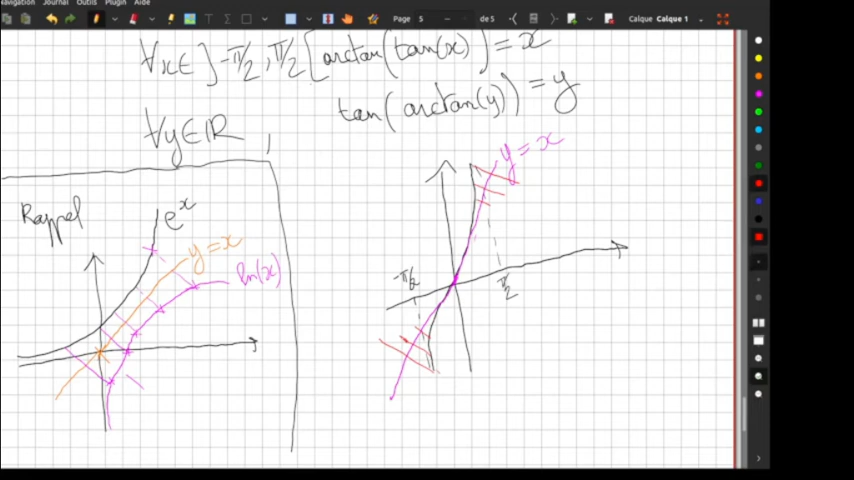 Navigation Journal Outils Plugin Aide
Page 5 de 5 Calque Calque 1
∀x∈]-π/2, π/2[ arctan(tan(x)) = x
tan(arctan(y)) = y
∀y∈ℝ,
Rappel
e^x
y = x
ln(x)
y = x
-π/2
π/2